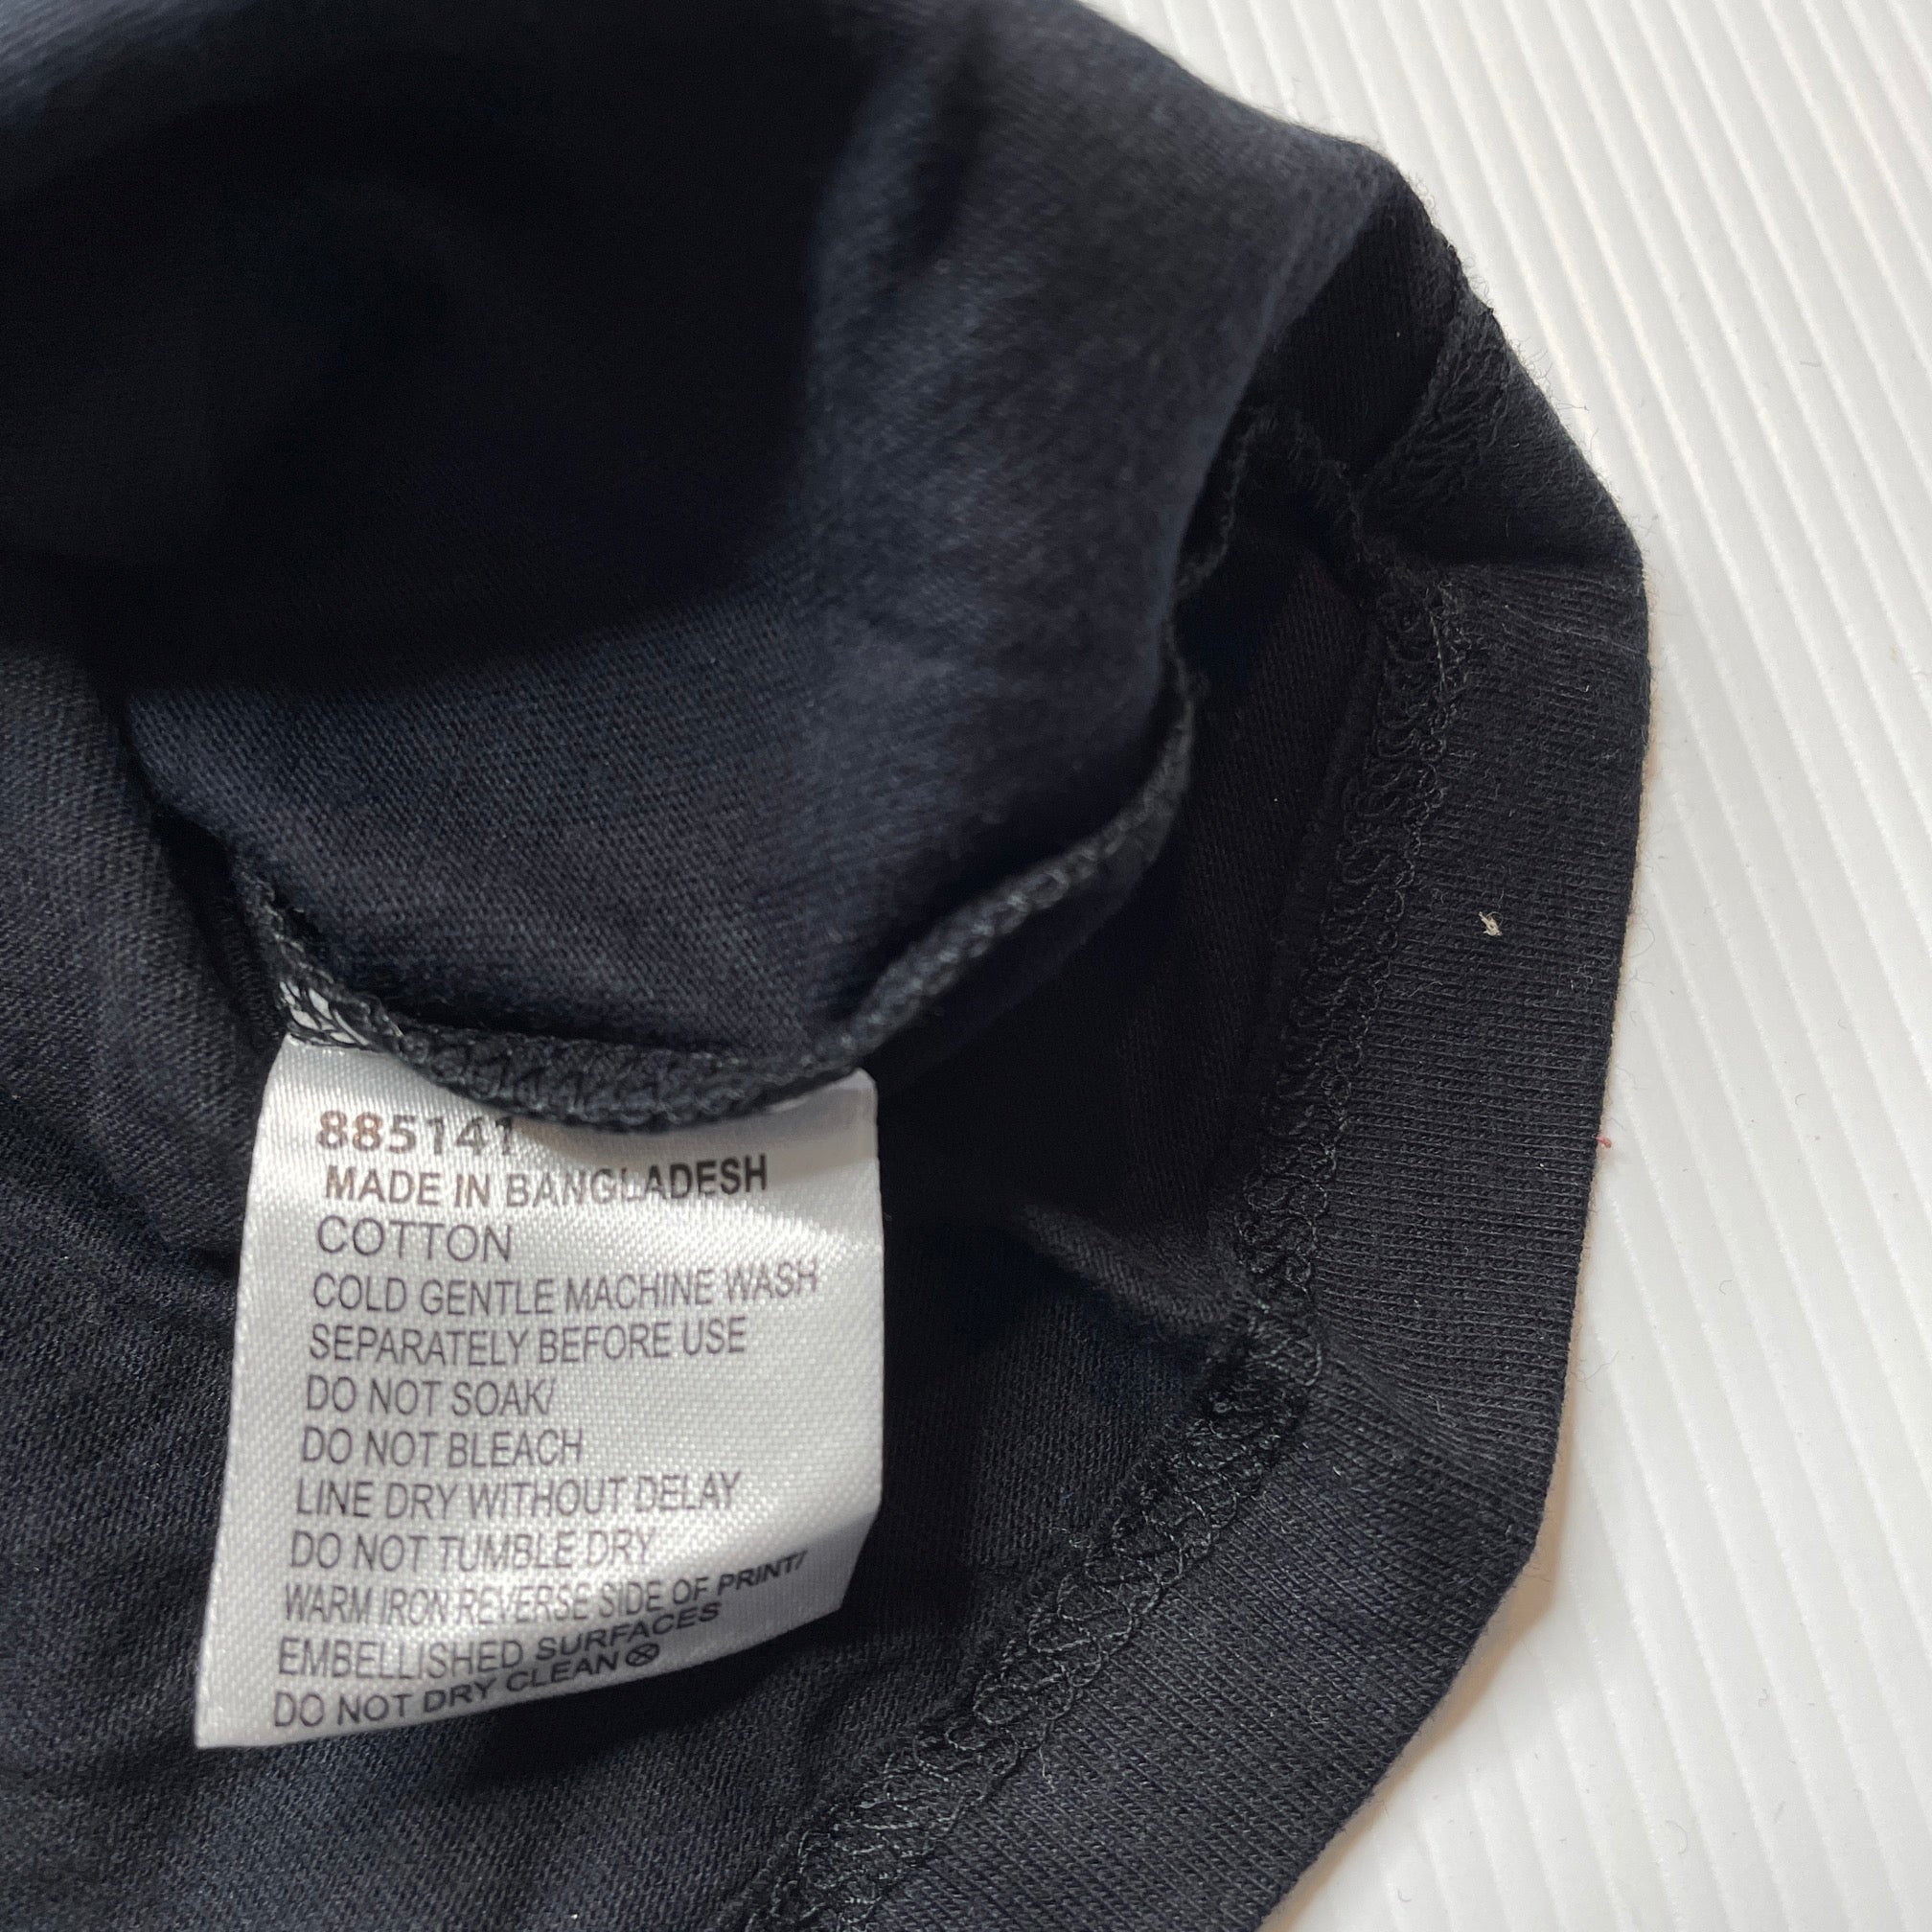 885141
MADE IN BANGLADESH
COTTON
COLD GENTLE MACHINE WASH
SEPARATELY BEFORE USE
DO NOT SOAK/
DO NOT BLEACH
LINE DRY WITHOUT DELAY
DO NOT TUMBLE DRY
WARM IRON REVERSE SIDE OF PRINT/
EMBELLISHED SURFACES
DO NOT DRY CLEAN